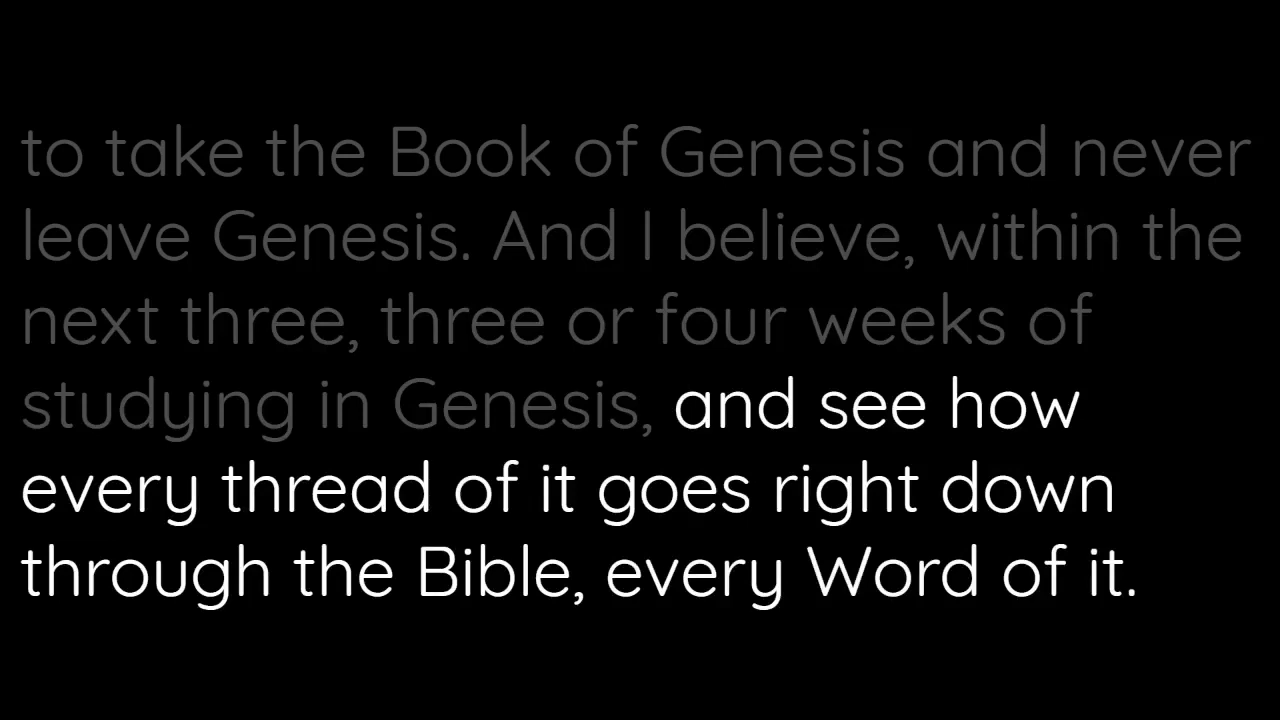 to take the Book of Genesis and never
leave Genesis. And I believe, within the
next three, three or four weeks of
studying in Genesis, and see how
every thread of it goes right down
through the Bible, every Word of it.